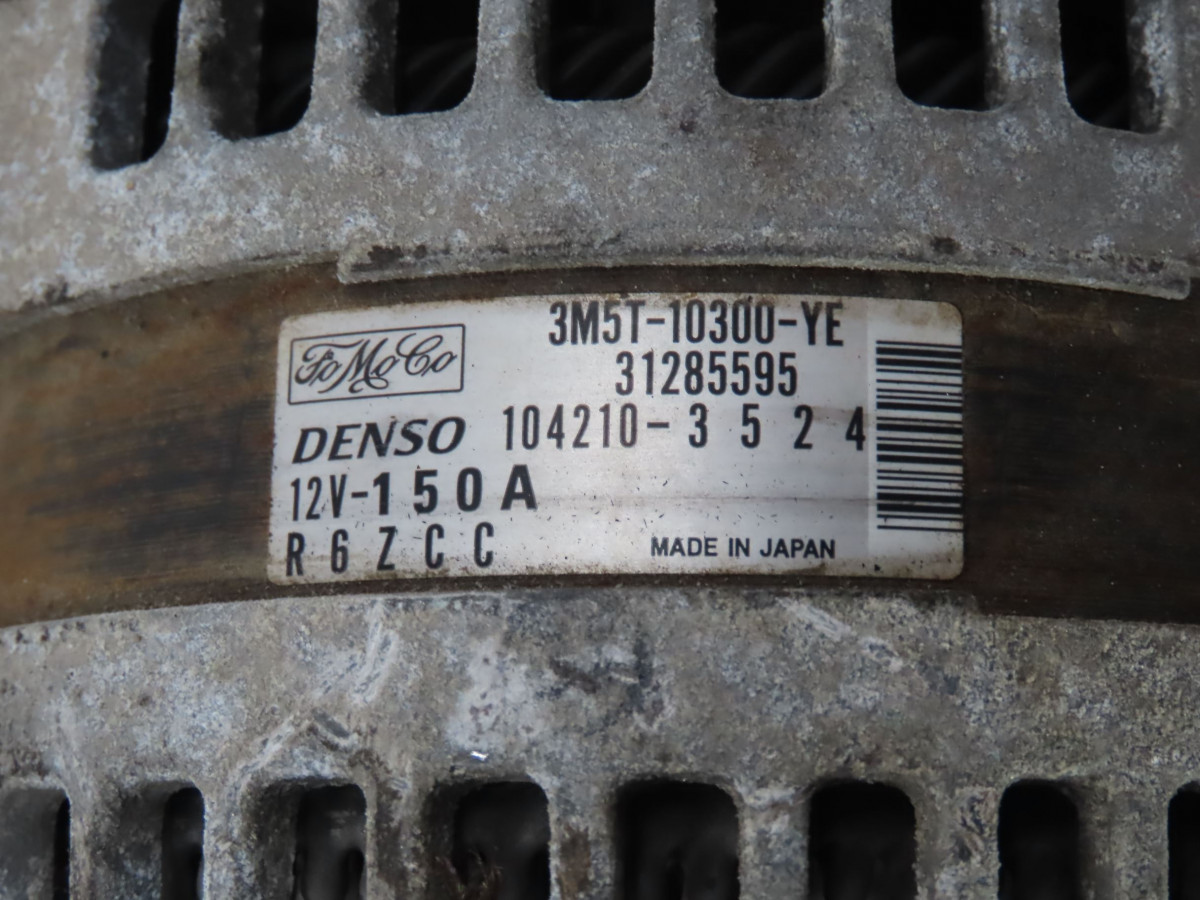 FoMoCo
3M5T-10300-YE
31285595
DENSO 104210-3524
12V-150A
R6ZCC
MADE IN JAPAN